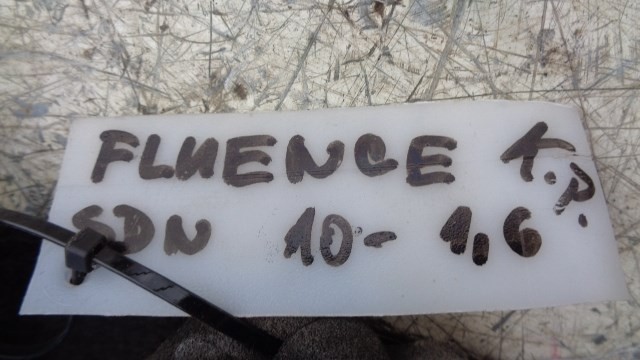 FLUENCE т.р.
SDN 10- 1,6